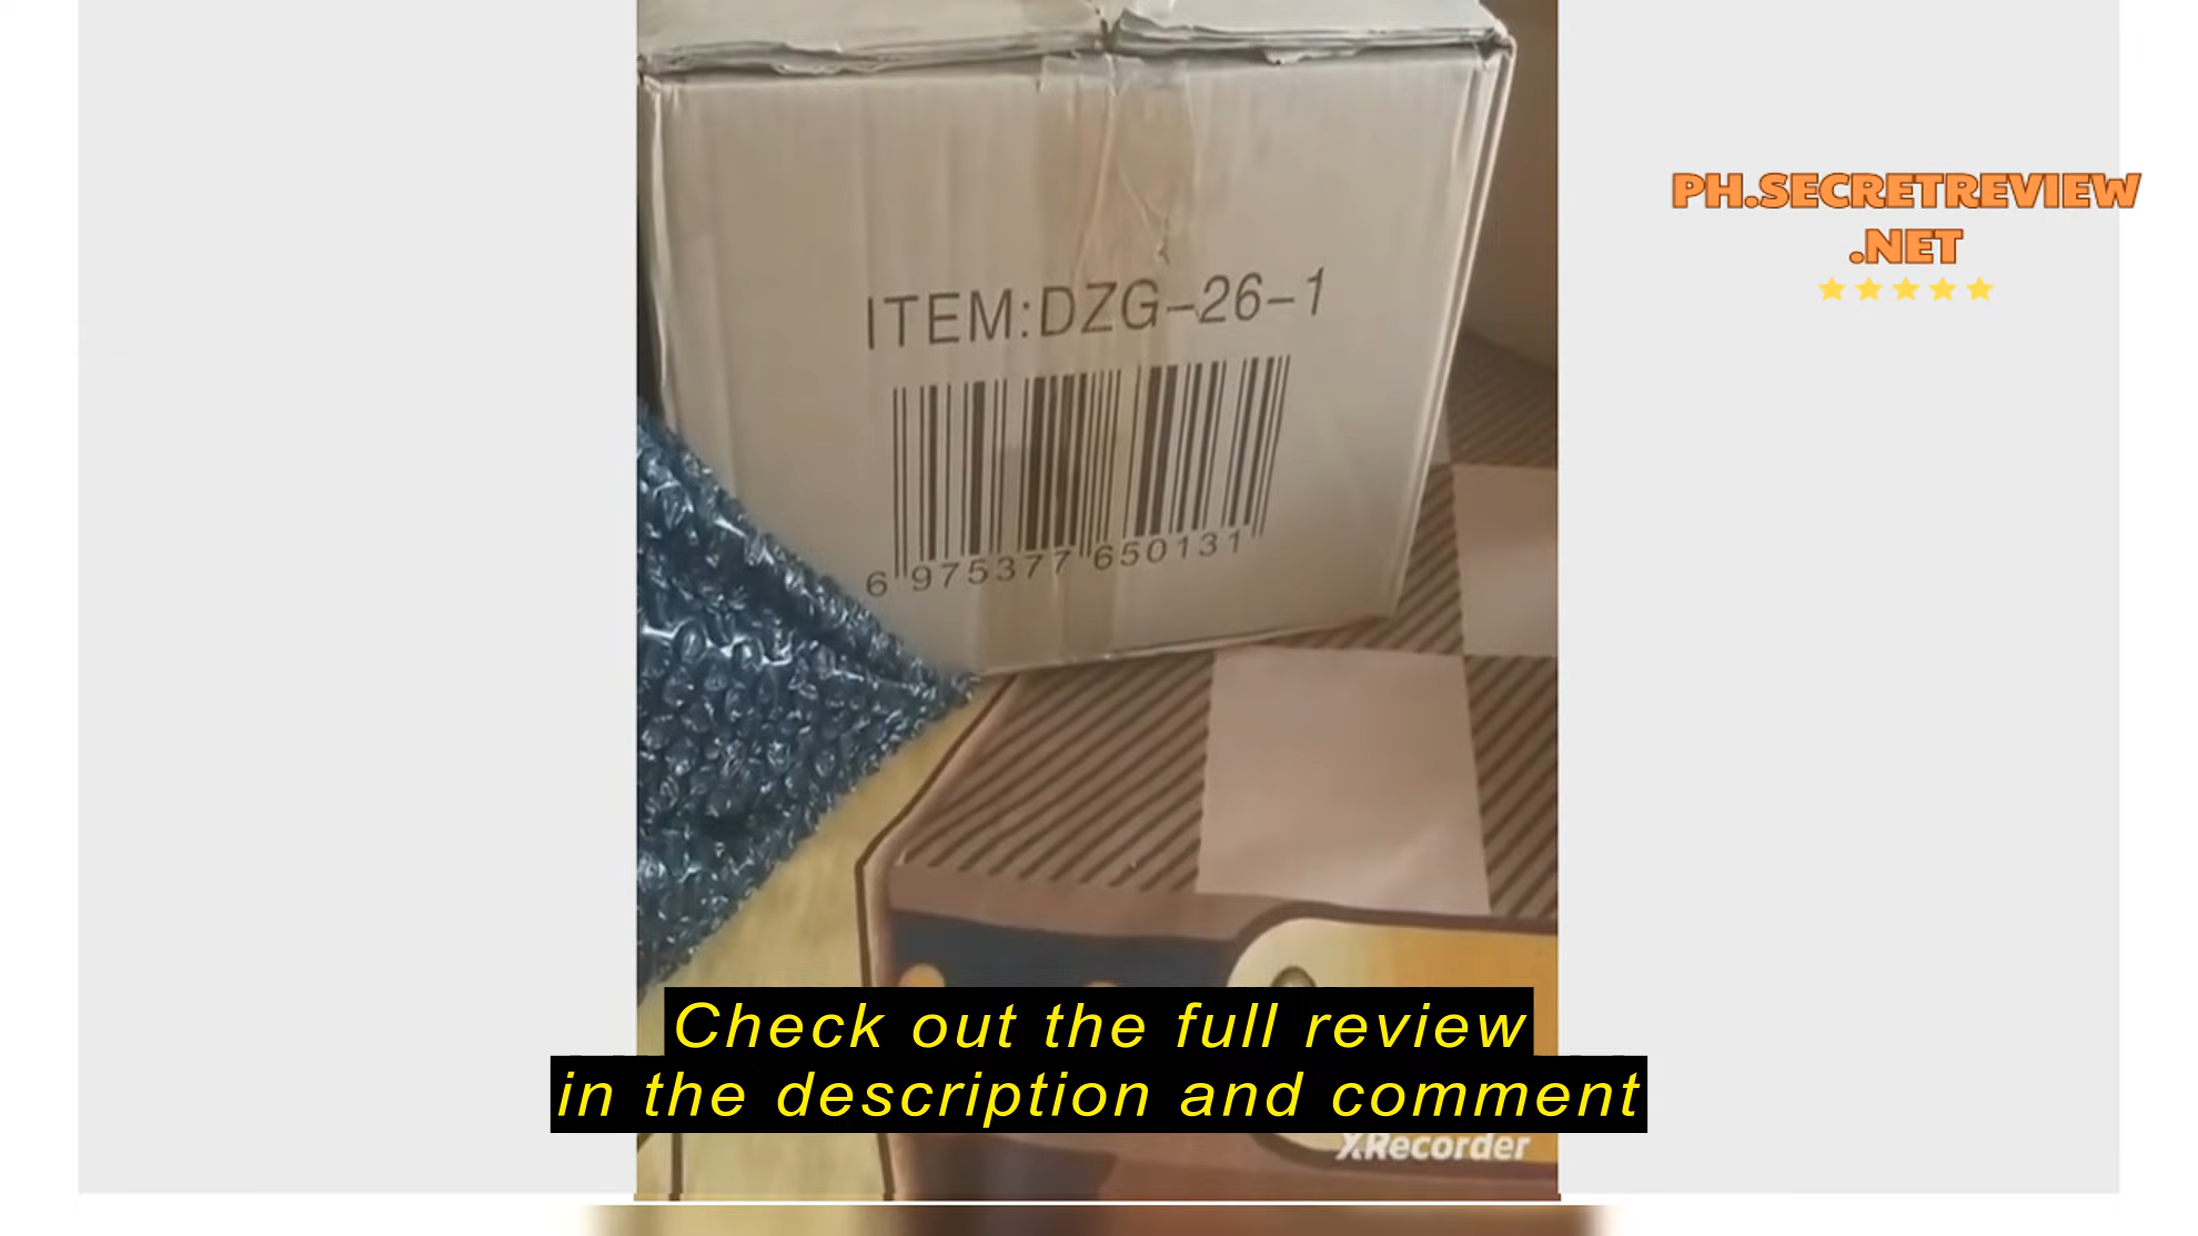 PH.SECRETREVIEW
.NET
ITEM:DZG-26-1
6 975377 650131
Check out the full review
in the description and comment
XRecorder